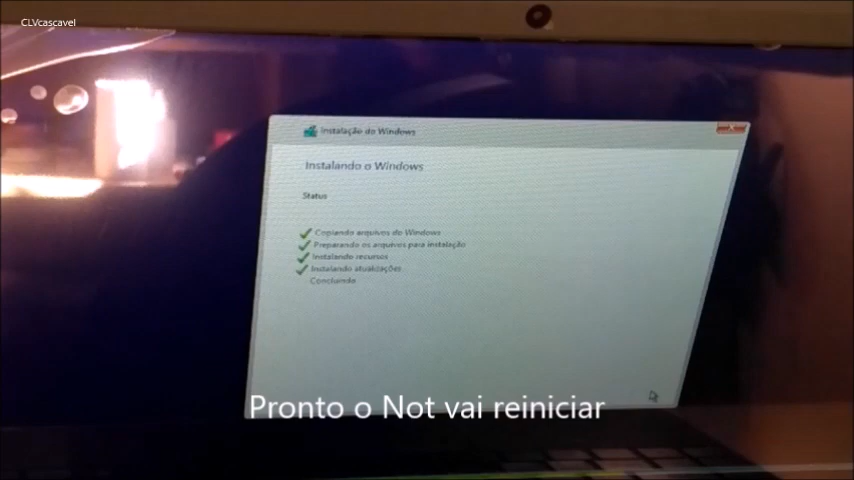 CLVcascavel
Instalação do Windows
Instalando o Windows
Status
Copiando arquivos do Windows
Preparando os arquivos para instalação
Instalando recursos
Instalando atualizações
Concluindo
Pronto o Not vai reiniciar